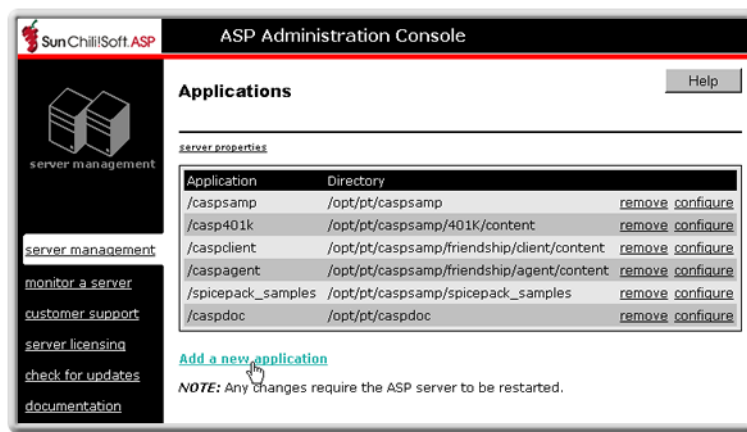 Sun Chili!Soft.ASP
ASP Administration Console
Applications
Help
server management
server properties
Application Directory
/caspsamp /opt/pt/caspsamp remove configure
/casp401k /opt/pt/caspsamp/401K/content remove configure
/caspclient /opt/pt/caspsamp/friendship/client/content remove configure
/caspagent /opt/pt/caspsamp/friendship/agent/content remove configure
/spicepack_samples /opt/pt/caspsamp/spicepack_samples remove configure
/caspdoc /opt/pt/caspdoc remove configure
server management
monitor a server
customer support
server licensing
check for updates
documentation
Add a new application
NOTE: Any changes require the ASP server to be restarted.